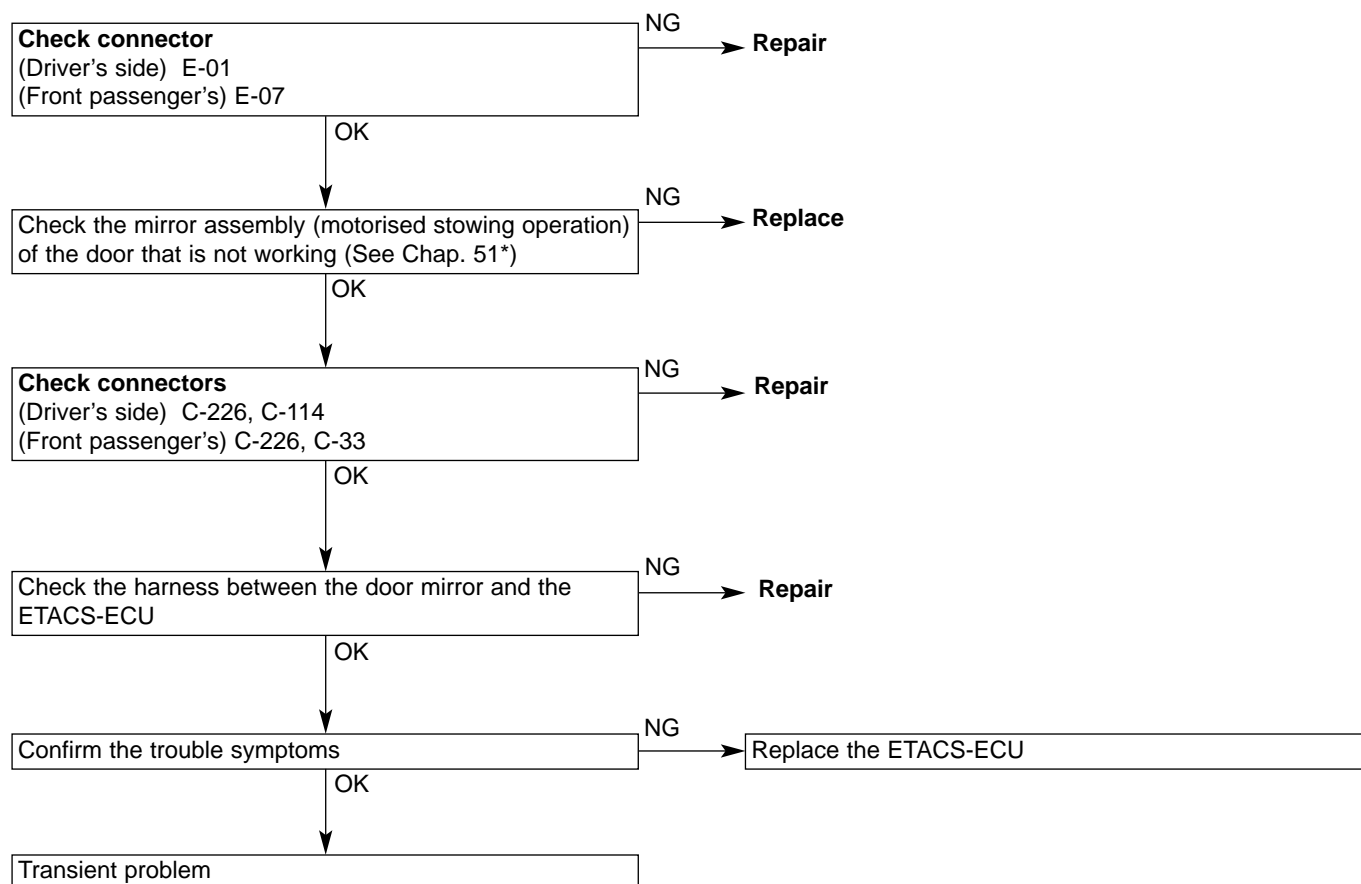 Check connector
(Driver's side) E-01
(Front passenger's) E-07
NG
Repair
OK
Check the mirror assembly (motorised stowing operation)
of the door that is not working (See Chap. 51*)
NG
Replace
OK
Check connectors
(Driver's side) C-226, C-114
(Front passenger's) C-226, C-33
NG
Repair
OK
Check the harness between the door mirror and the
ETACS-ECU
NG
Repair
OK
Confirm the trouble symptoms
NG
Replace the ETACS-ECU
OK
Transient problem